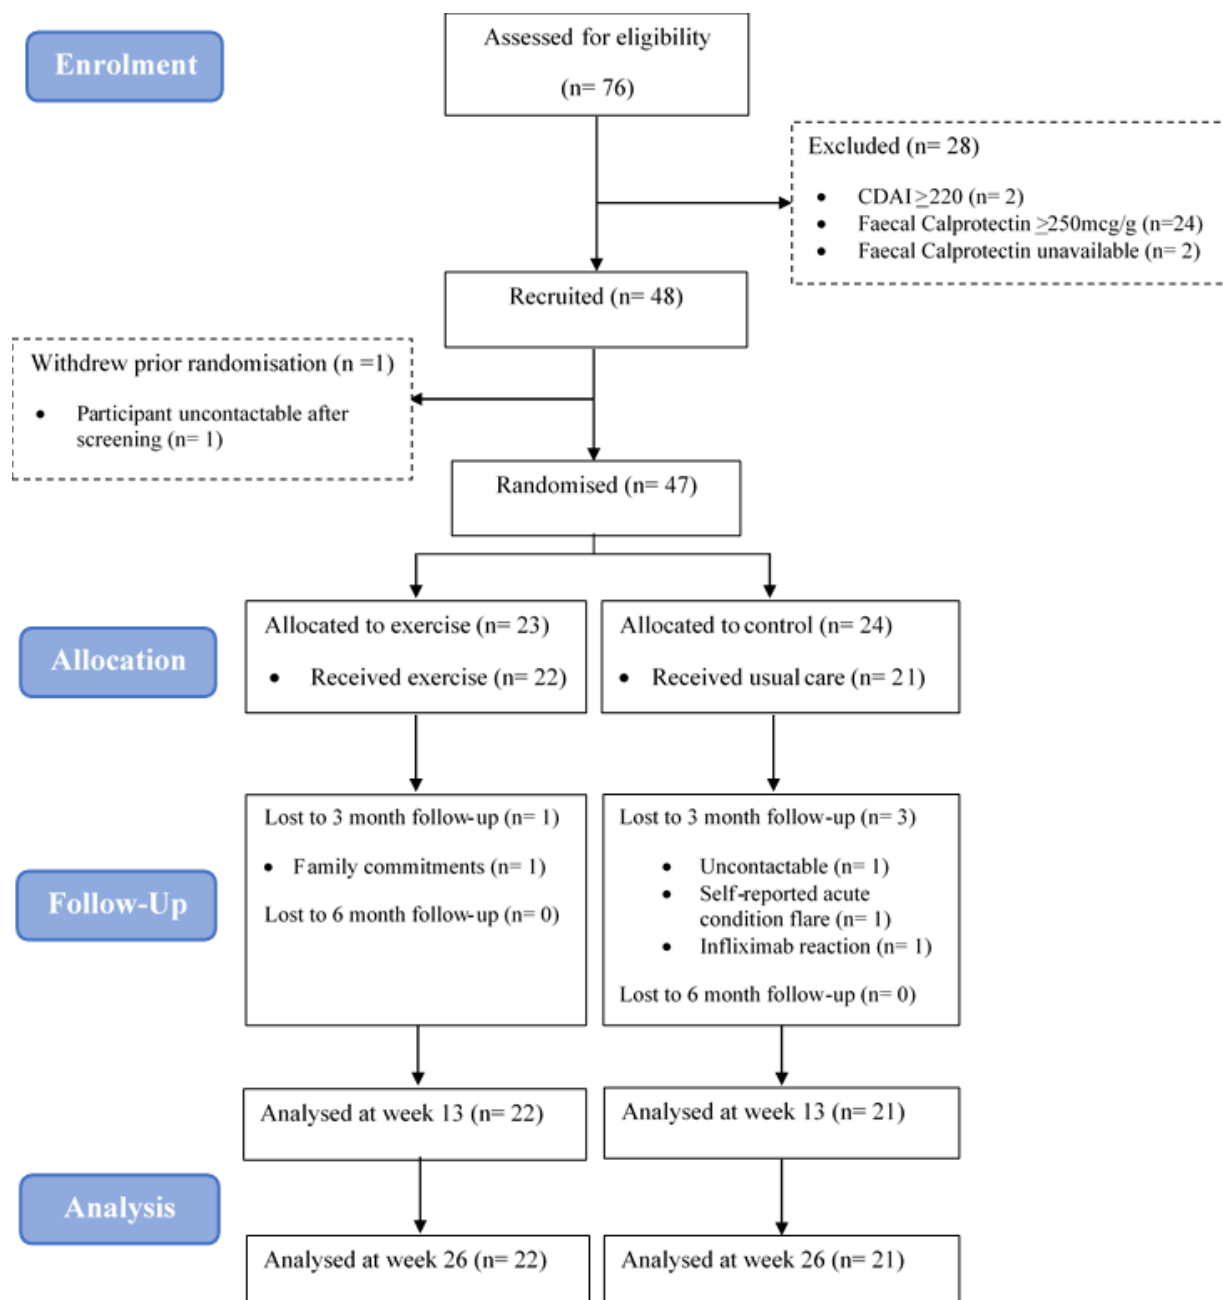 Enrolment
Assessed for eligibility
(n= 76)
Excluded (n= 28)
• CDAI ≥220 (n= 2)
• Faecal Calprotectin ≥250mcg/g (n=24)
• Faecal Calprotectin unavailable (n= 2)
Recruited (n= 48)
Withdrew prior randomisation (n =1)
• Participant uncontactable after
screening (n= 1)
Randomised (n= 47)
Allocation
Allocated to exercise (n= 23)
• Received exercise (n= 22)
Allocated to control (n= 24)
• Received usual care (n= 21)
Follow-Up
Lost to 3 month follow-up (n= 1)
• Family commitments (n= 1)
Lost to 6 month follow-up (n= 0)
Lost to 3 month follow-up (n= 3)
• Uncontactable (n= 1)
• Self-reported acute
condition flare (n= 1)
• Infliximab reaction (n= 1)
Lost to 6 month follow-up (n= 0)
Analysis
Analysed at week 13 (n= 22)
Analysed at week 13 (n= 21)
Analysed at week 26 (n= 22)
Analysed at week 26 (n= 21)